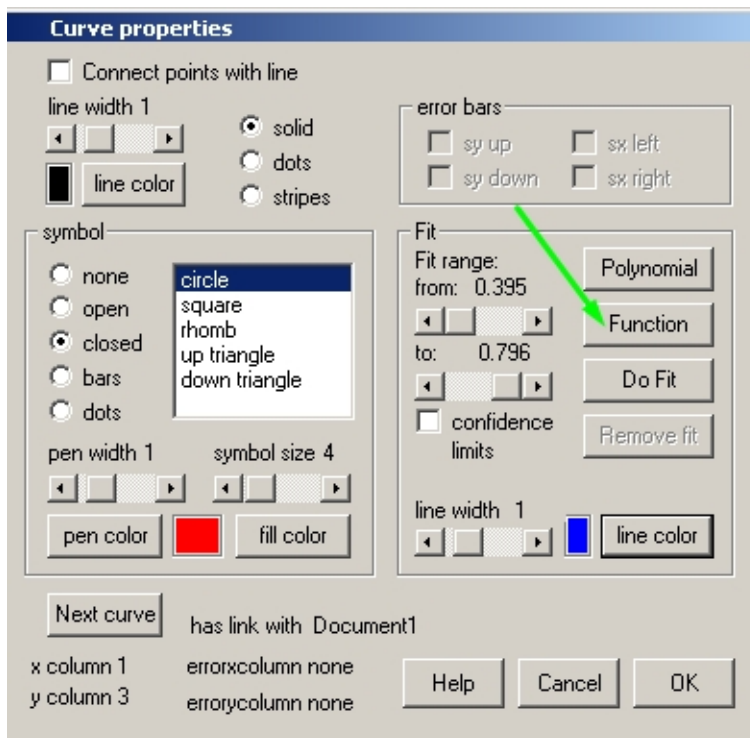 Curve properties
Connect points with line
line width 1
solid
dots
stripes
line color
error bars
sy up
sx left
sy down
sx right
symbol
none
open
closed
bars
dots
circle
square
rhomb
up triangle
down triangle
pen width 1
symbol size 4
pen color
fill color
Fit
Fit range:
from: 0.395
to: 0.796
confidence
limits
Polynomial
Function
Do Fit
Remove fit
line width 1
line color
Next curve
has link with Document1
x column 1
errorxcolumn none
y column 3
errorycolumn none
Help
Cancel
OK